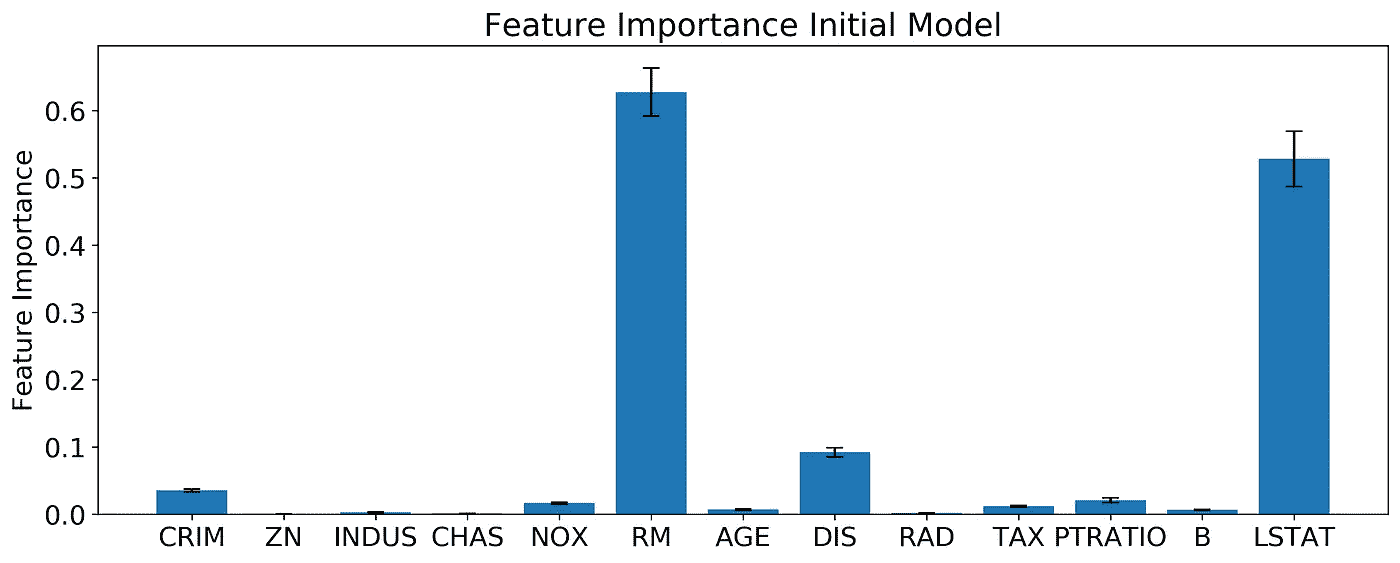 Feature Importance Initial Model
Feature Importance
0.6
0.5
0.4
0.3
0.2
0.1
0.0
CRIM ZN INDUS CHAS NOX RM AGE DIS RAD TAX PTRATIO B LSTAT